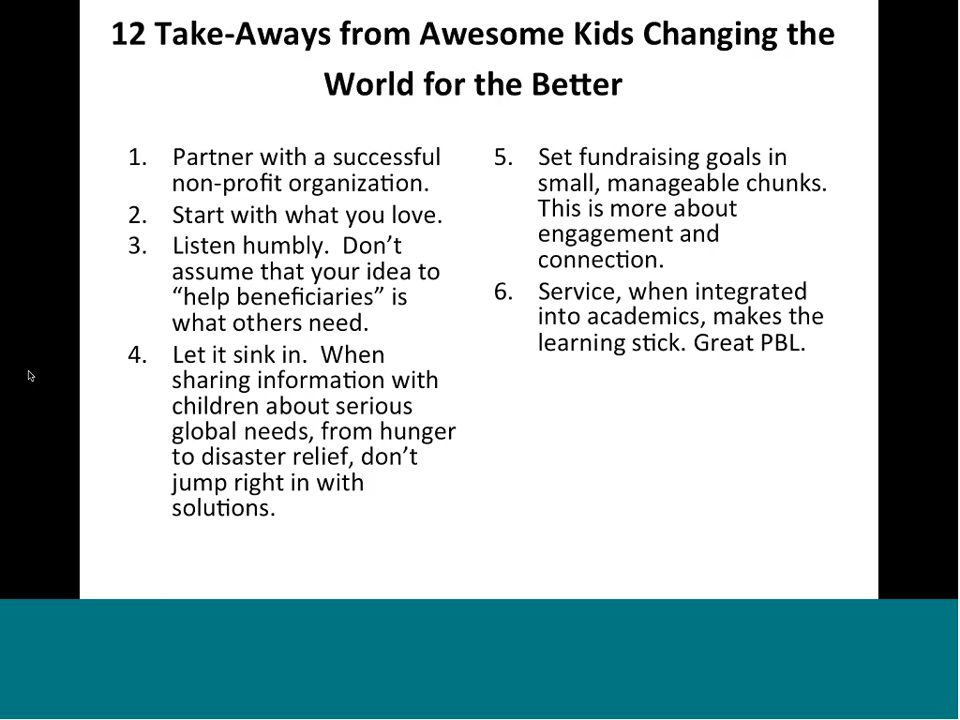 12 Take-Aways from Awesome Kids Changing the
World for the Better
1. Partner with a successful
non-profit organization.
2. Start with what you love.
3. Listen humbly.  Don’t
assume that your idea to
“help beneficiaries” is
what others need.
4. Let it sink in.  When
sharing information with
children about serious
global needs, from hunger
to disaster relief, don’t
jump right in with
solutions.
5. Set fundraising goals in
small, manageable chunks.
This is more about
engagement and
connection.
6. Service, when integrated
into academics, makes the
learning stick. Great PBL.